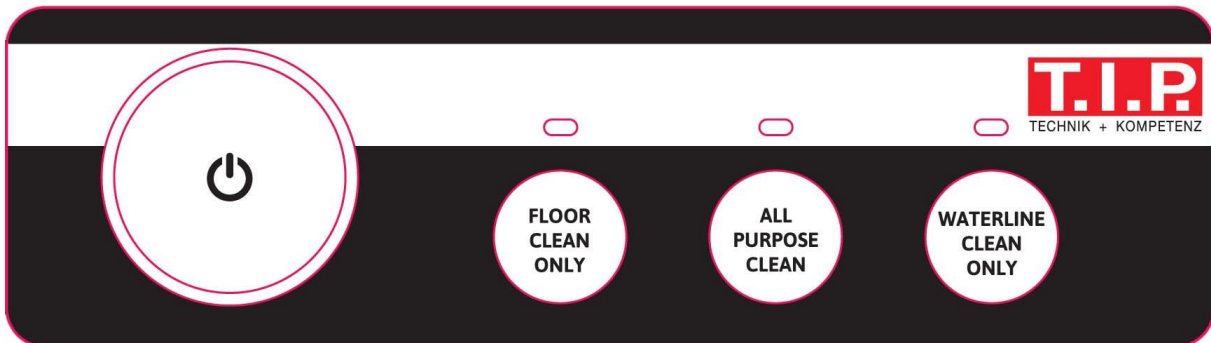 T.I.P.
TECHNIK + KOMPETENZ
FLOOR
CLEAN
ONLY
ALL
PURPOSE
CLEAN
WATERLINE
CLEAN
ONLY